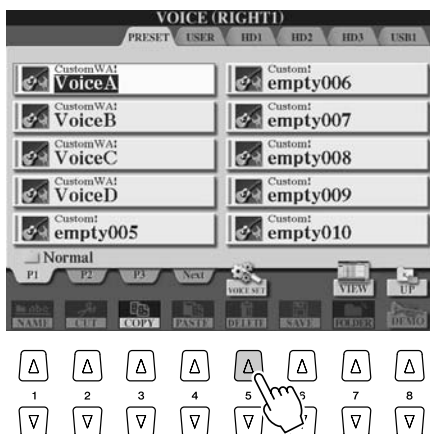 VOICE (RIGHT1)
PRESET USER HD1 HD2 HD3 USB1
CustomWA!
VoiceA
CustomWA!
VoiceB
CustomWA!
VoiceC
CustomWA!
VoiceD
Custom!
empty005
Custom!
empty006
Custom!
empty007
Custom!
empty008
Custom!
empty009
Custom!
empty010
Normal
P1 P2 P3 Next
VOICE SET VIEW UP
NAME CUT COPY PASTE DELETE SAVE FOLDER DEMO
1 2 3 4 5 6 7 8